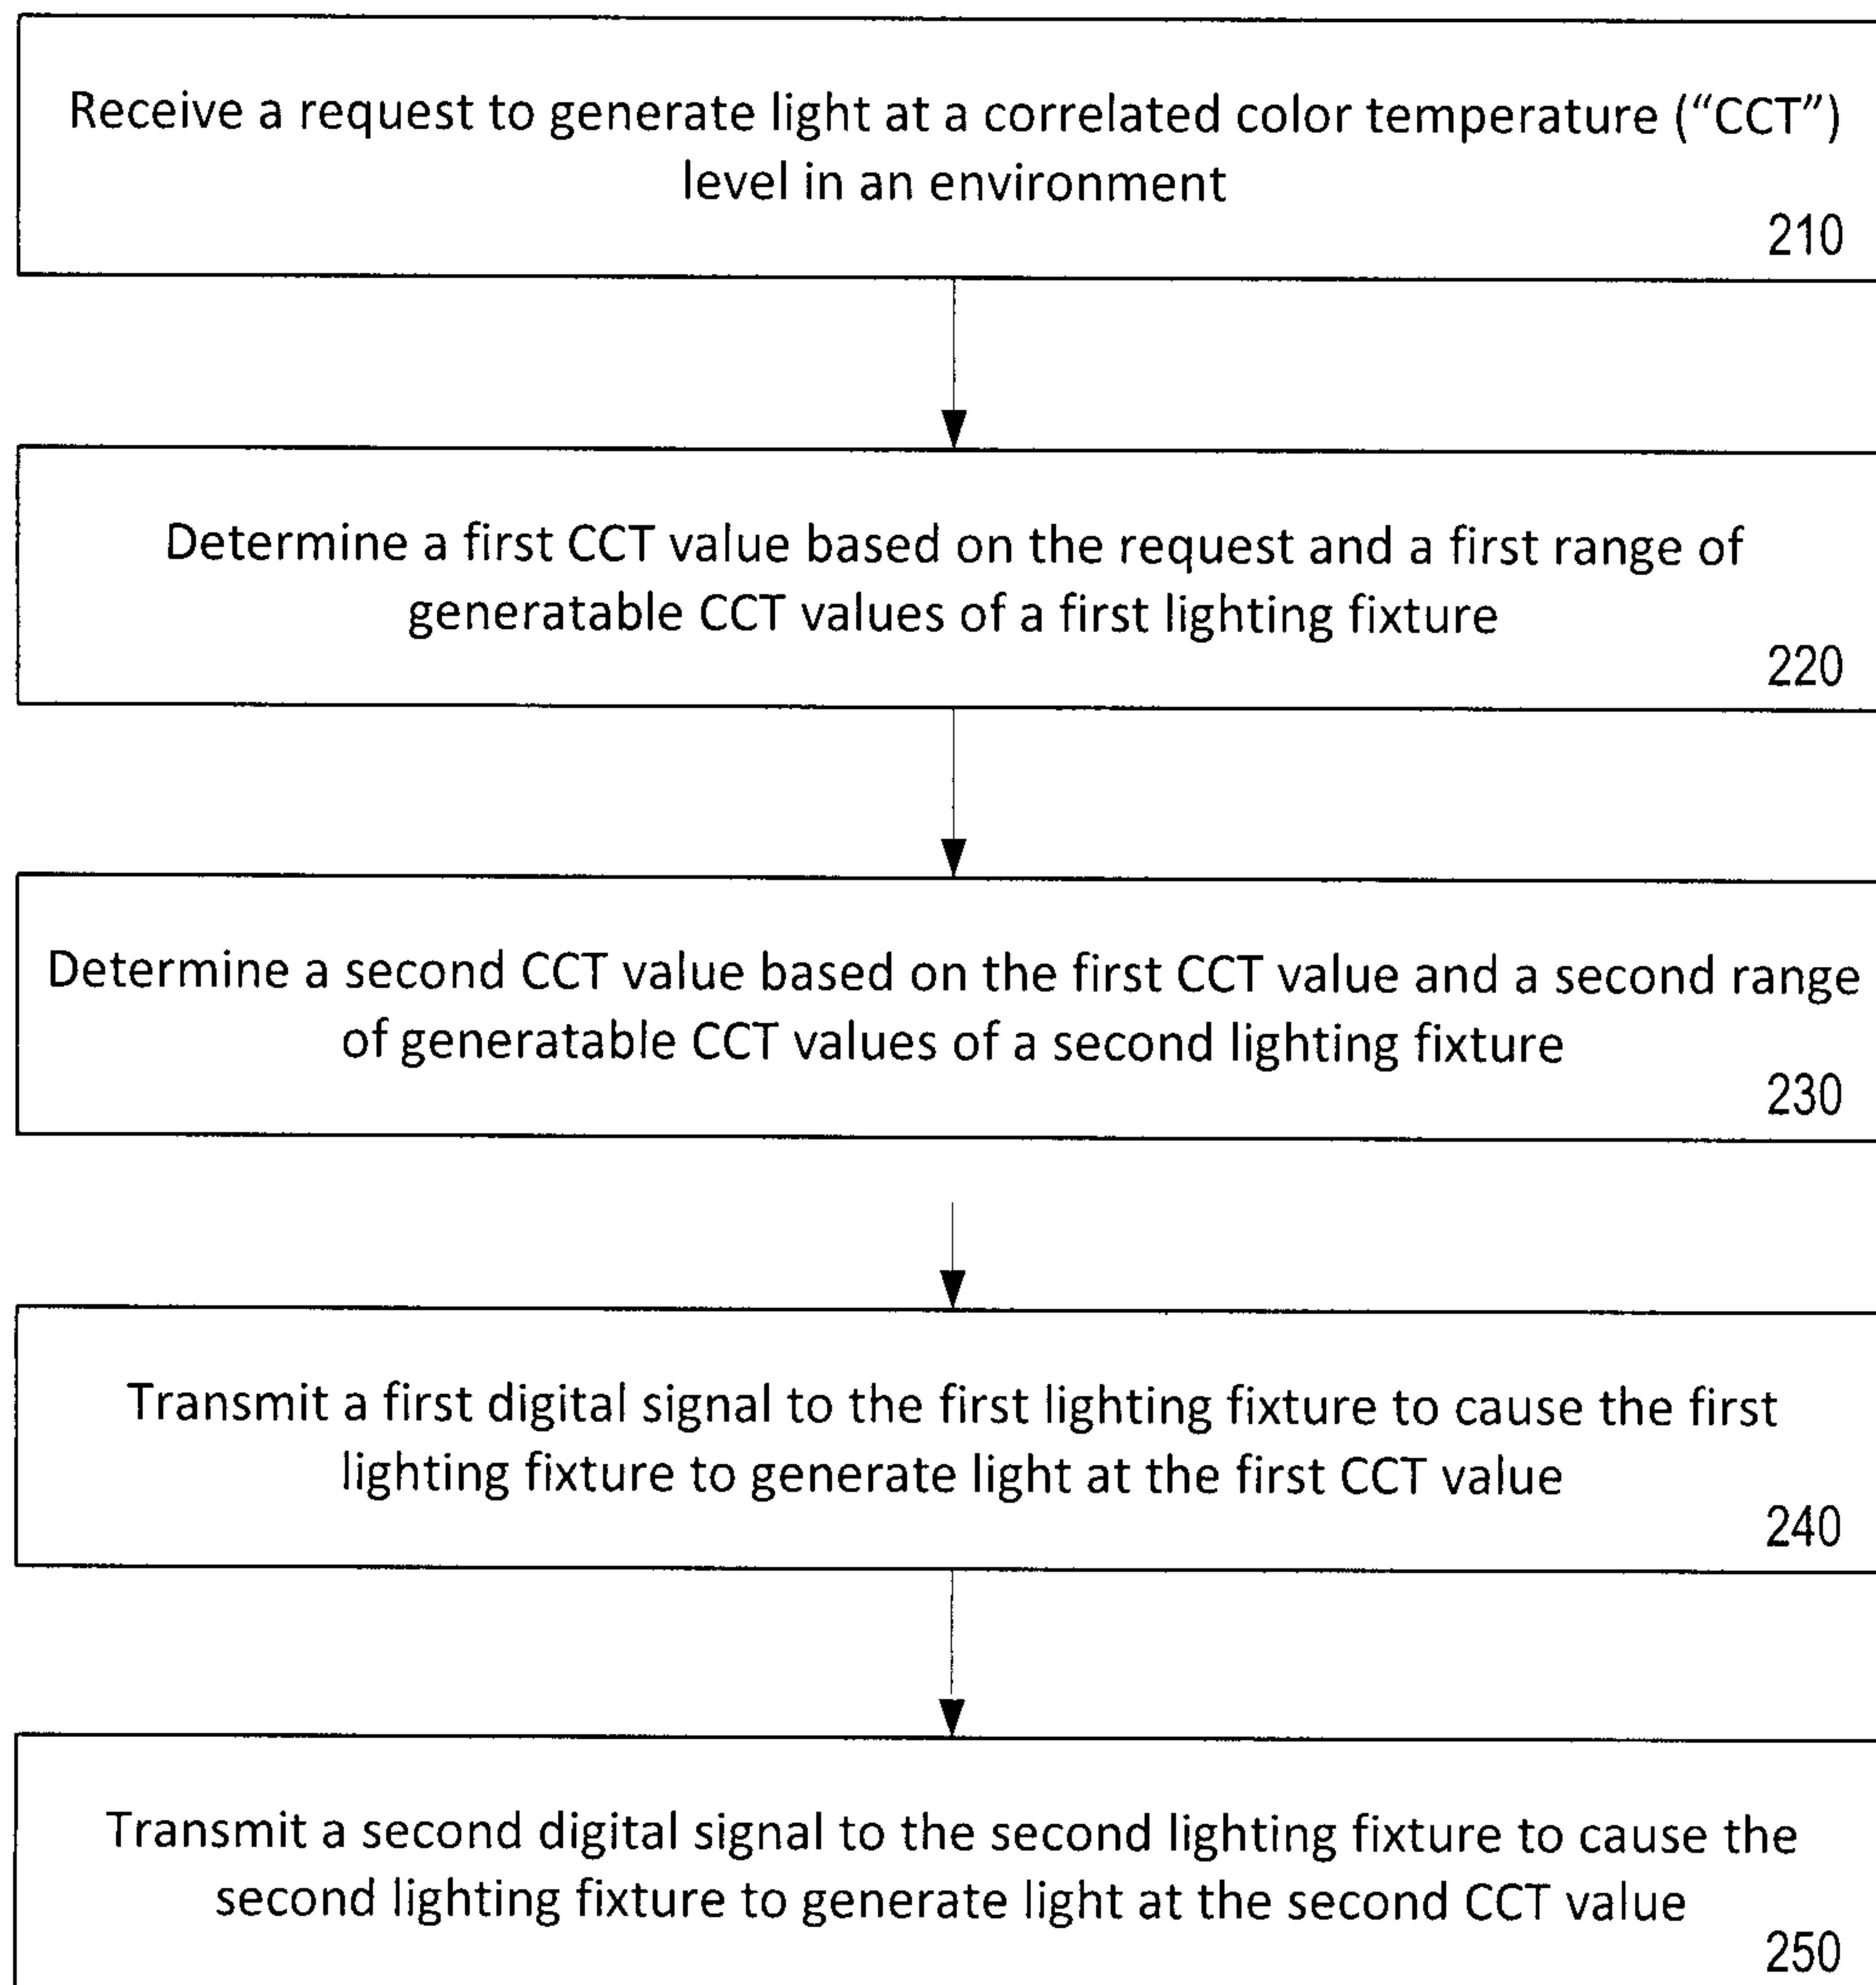 Receive a request to generate light at a correlated color temperature (“CCT”)
level in an environment
210
Determine a first CCT value based on the request and a first range of
generatable CCT values of a first lighting fixture
220
Determine a second CCT value based on the first CCT value and a second range
of generatable CCT values of a second lighting fixture
230
Transmit a first digital signal to the first lighting fixture to cause the first
lighting fixture to generate light at the first CCT value
240
Transmit a second digital signal to the second lighting fixture to cause the
second lighting fixture to generate light at the second CCT value
250